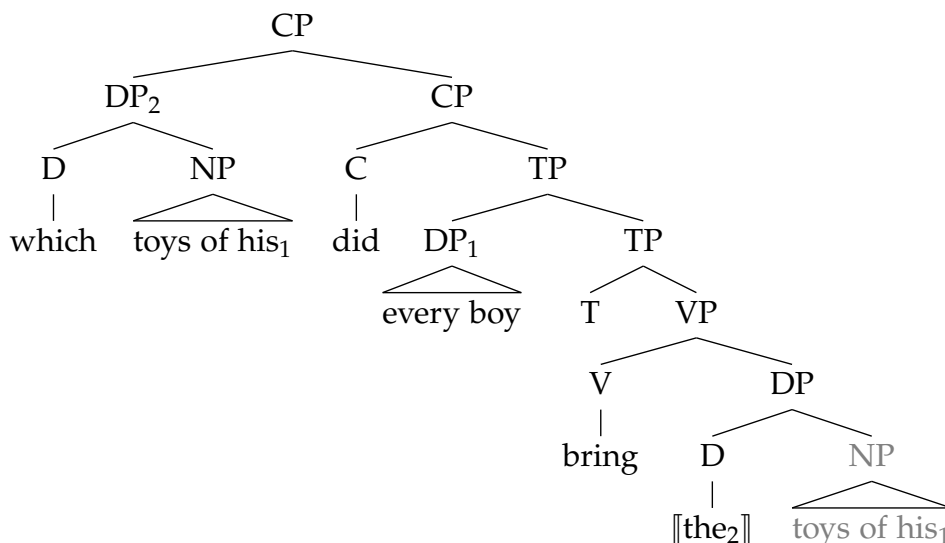 CP
DP₂ CP
D NP C TP
which toys of his₁ did DP₁ TP
every boy T VP
V DP
bring D NP
⟦the₂⟧ toys of his₁